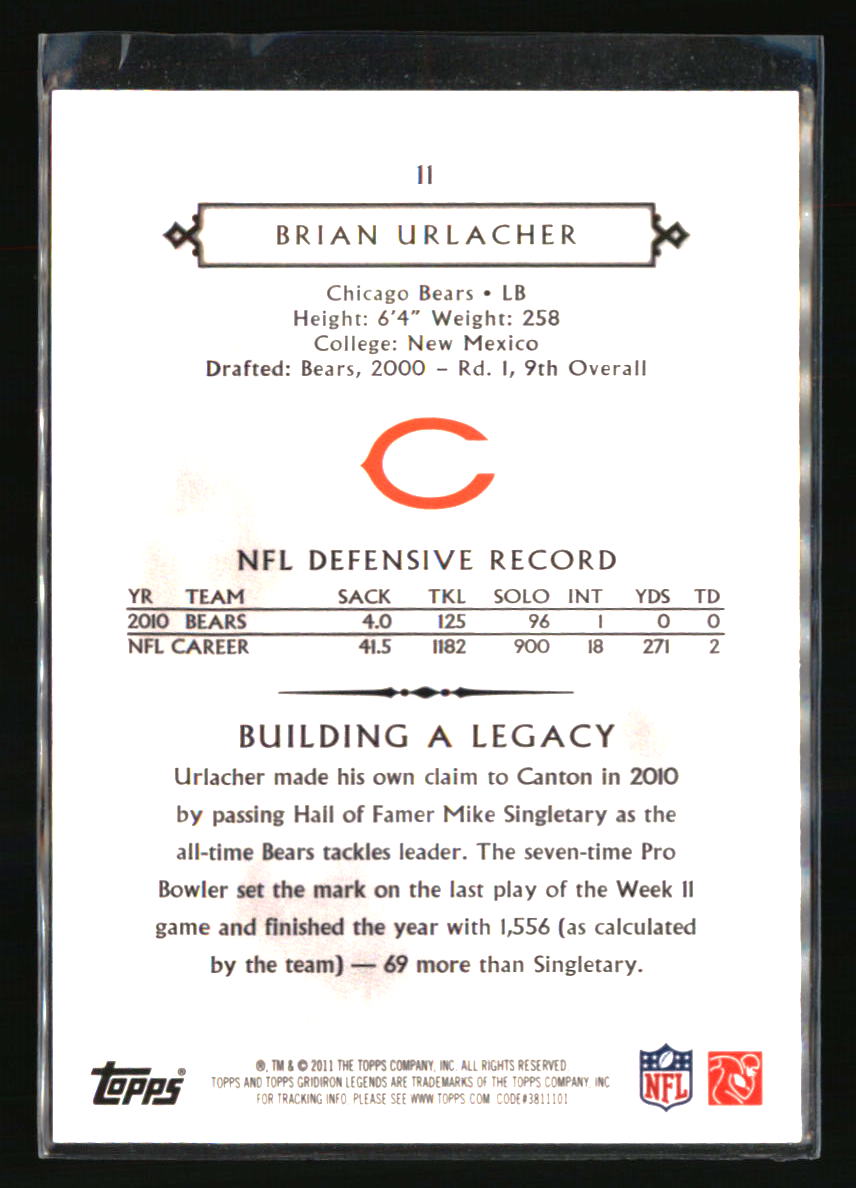 11
BRIAN URLACHER
Chicago Bears • LB
Height: 6'4" Weight: 258
College: New Mexico
Drafted: Bears, 2000 – Rd. 1, 9th Overall
NFL DEFENSIVE RECORD
YR TEAM SACK TKL SOLO INT YDS TD
2010 BEARS 4.0 125 96 1 0 0
NFL CAREER 41.5 1182 900 18 271 2
BUILDING A LEGACY
Urlacher made his own claim to Canton in 2010
by passing Hall of Famer Mike Singletary as the
all-time Bears tackles leader. The seven-time Pro
Bowler set the mark on the last play of the Week 11
game and finished the year with 1,556 (as calculated
by the team) — 69 more than Singletary.
topps®
®, TM & © 2011 THE TOPPS COMPANY, INC. ALL RIGHTS RESERVED.
TOPPS AND TOPPS GRIDIRON LEGENDS ARE TRADEMARKS OF THE TOPPS COMPANY, INC.
FOR TRACKING INFO. PLEASE SEE WWW.TOPPS.COM. CODE#3811101
NFL